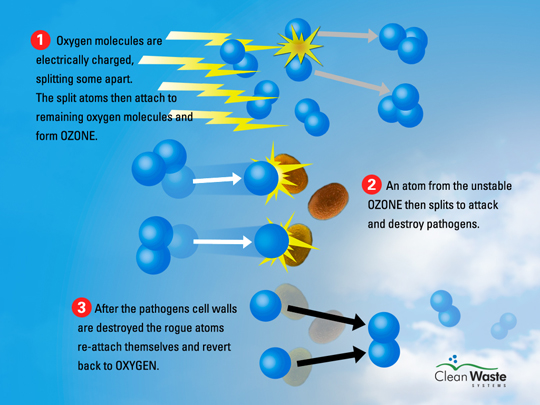 1 Oxygen molecules are
electrically charged,
splitting some apart.
The split atoms then attach to
remaining oxygen molecules and
form OZONE.
2 An atom from the unstable
OZONE then splits to attack
and destroy pathogens.
3 After the pathogens cell walls
are destroyed the rogue atoms
re-attach themselves and revert
back to OXYGEN.
Clean Waste
SYSTEMS